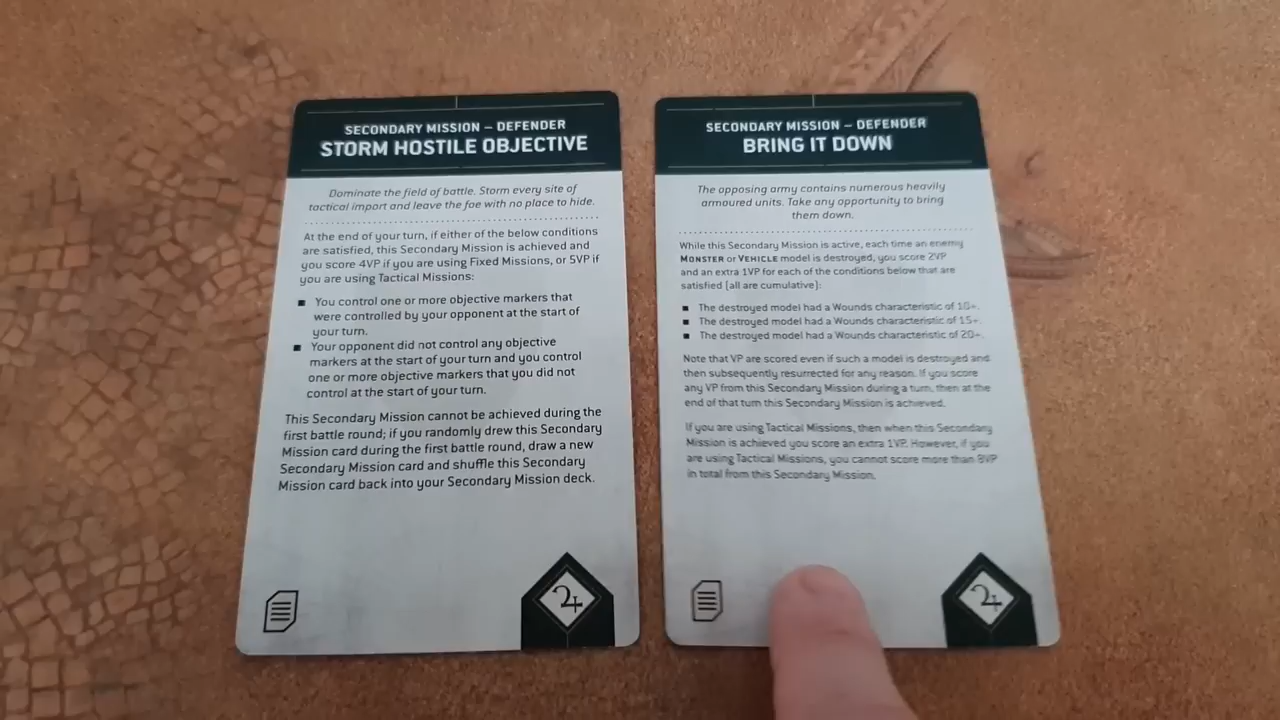 SECONDARY MISSION – DEFENDER
STORM HOSTILE OBJECTIVE
Dominate the field of battle. Storm every site of
tactical import and leave the foe with no place to hide.
At the end of your turn, if either of the below conditions
are satisfied, this Secondary Mission is achieved and
you score 4VP if you are using Fixed Missions, or 5VP if
you are using Tactical Missions:
■ You control one or more objective markers that
were controlled by your opponent at the start of
your turn.
■ Your opponent did not control any objective
markers at the start of your turn and you control
one or more objective markers that you did not
control at the start of your turn.
This Secondary Mission cannot be achieved during the
first battle round; if you randomly drew this Secondary
Mission card during the first battle round, draw a new
Secondary Mission card and shuffle this Secondary
Mission card back into your Secondary Mission deck.
SECONDARY MISSION – DEFENDER
BRING IT DOWN
The opposing army contains numerous heavily
armoured units. Take any opportunity to bring
them down.
While this Secondary Mission is active, each time an enemy
MONSTER or VEHICLE model is destroyed, you score 2VP
and an extra 1VP for each of the conditions below that are
satisfied [all are cumulative]:
■ The destroyed model had a Wounds characteristic of 10+.
■ The destroyed model had a Wounds characteristic of 15+.
■ The destroyed model had a Wounds characteristic of 20+.
Note that VP are scored even if such a model is destroyed and
then subsequently resurrected for any reason. If you score
any VP from this Secondary Mission during a turn, then at the
end of that turn this Secondary Mission is achieved.
If you are using Tactical Missions, then when this Secondary
Mission is achieved you score an extra 1VP. However, if you
are using Tactical Missions, you cannot score more than 8VP
in total from this Secondary Mission.